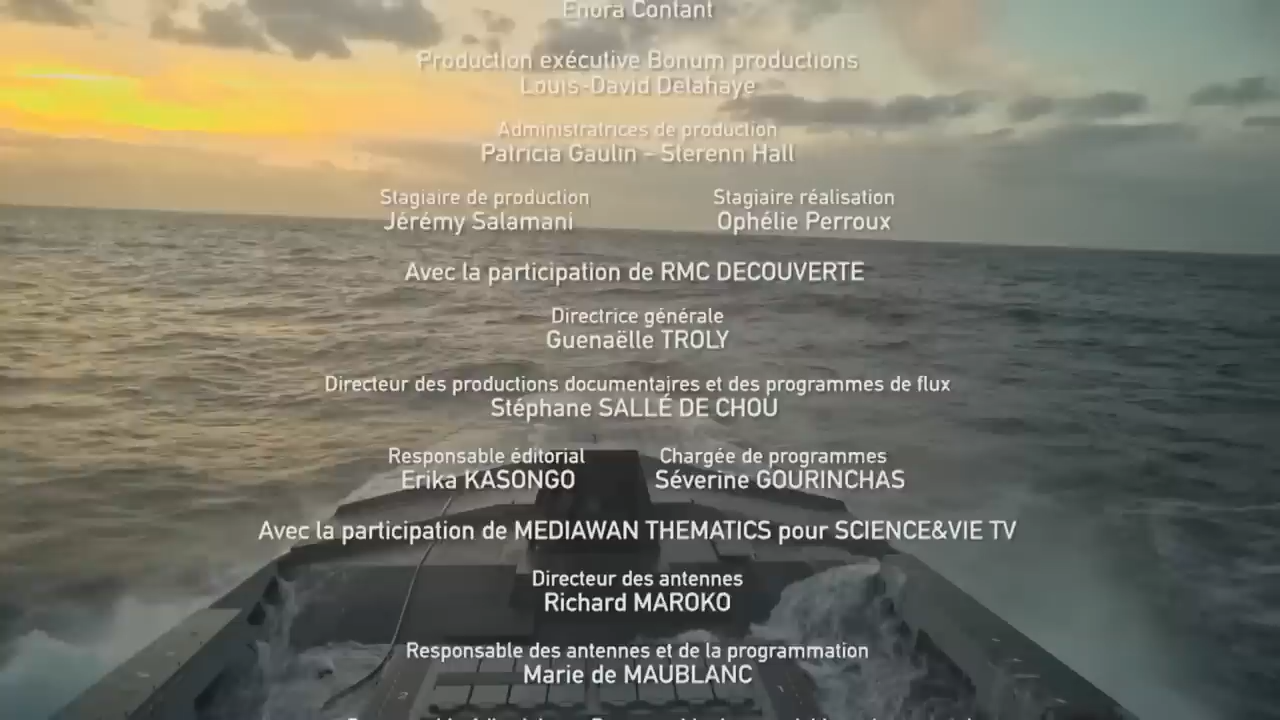 Enora Contant
Production exécutive Bonum productions
Louis-David Delahaye
Administratrices de production
Patricia Gaulin - Sterenn Hall
Stagiaire de production Stagiaire réalisation
Jérémy Salamani Ophélie Perroux
Avec la participation de RMC DECOUVERTE
Directrice générale
Guenaëlle TROLY
Directeur des productions documentaires et des programmes de flux
Stéphane SALLÉ DE CHOU
Responsable éditorial Chargée de programmes
Erika KASONGO Séverine GOURINCHAS
Avec la participation de MEDIAWAN THEMATICS pour SCIENCE&VIE TV
Directeur des antennes
Richard MAROKO
Responsable des antennes et de la programmation
Marie de MAUBLANC